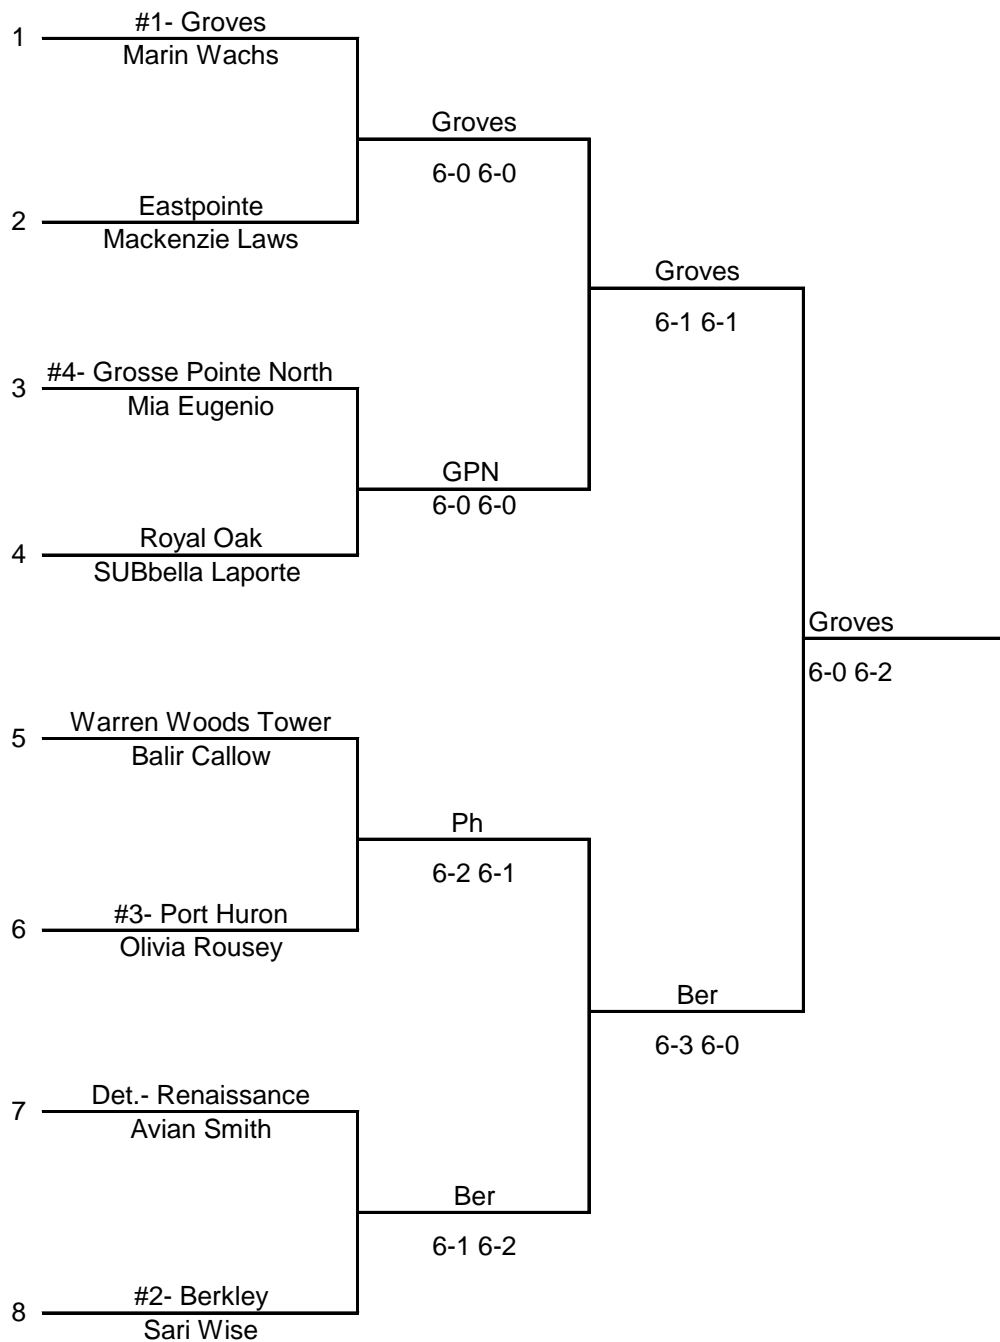 1
#1- Groves
Marin Wachs
Groves
6-0 6-0
2
Eastpointe
Mackenzie Laws
Groves
6-1 6-1
3
#4- Grosse Pointe North
Mia Eugenio
GPN
6-0 6-0
4
Royal Oak
SUBbella Laporte
Groves
6-0 6-2
5
Warren Woods Tower
Balir Callow
Ph
6-2 6-1
6
#3- Port Huron
Olivia Rousey
Ber
6-3 6-0
7
Det.- Renaissance
Avian Smith
Ber
6-1 6-2
8
#2- Berkley
Sari Wise